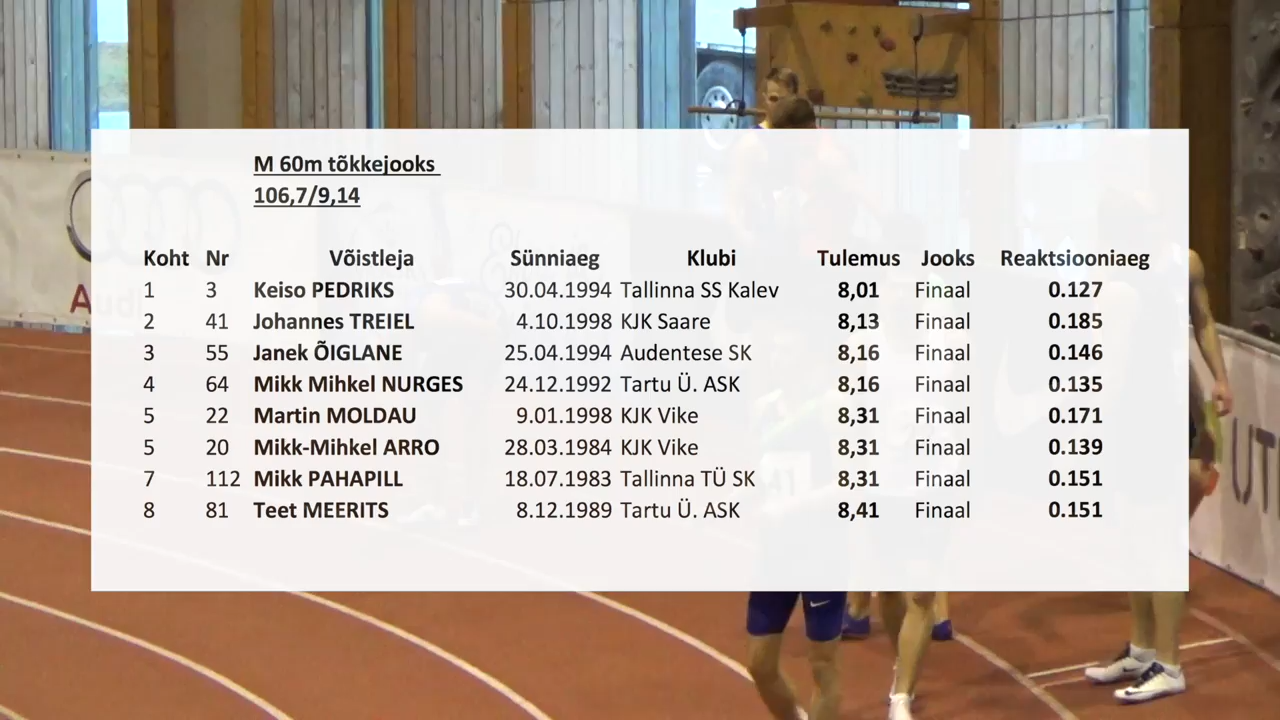 M 60m tõkkejooks
106,7/9,14
Koht Nr Võistleja Sünniaeg Klubi Tulemus Jooks Reaktsiooniaeg
1 3 Keiso PEDRIKS 30.04.1994 Tallinna SS Kalev 8,01 Finaal 0.127
2 41 Johannes TREIEL 4.10.1998 KJK Saare 8,13 Finaal 0.185
3 55 Janek ÕIGLANE 25.04.1994 Audentese SK 8,16 Finaal 0.146
4 64 Mikk Mihkel NURGES 24.12.1992 Tartu Ü. ASK 8,16 Finaal 0.135
5 22 Martin MOLDAU 9.01.1998 KJK Vike 8,31 Finaal 0.171
5 20 Mikk-Mihkel ARRO 28.03.1984 KJK Vike 8,31 Finaal 0.139
7 112 Mikk PAHAPILL 18.07.1983 Tallinna TÜ SK 8,31 Finaal 0.151
8 81 Teet MEERITS 8.12.1989 Tartu Ü. ASK 8,41 Finaal 0.151
Audi
UT